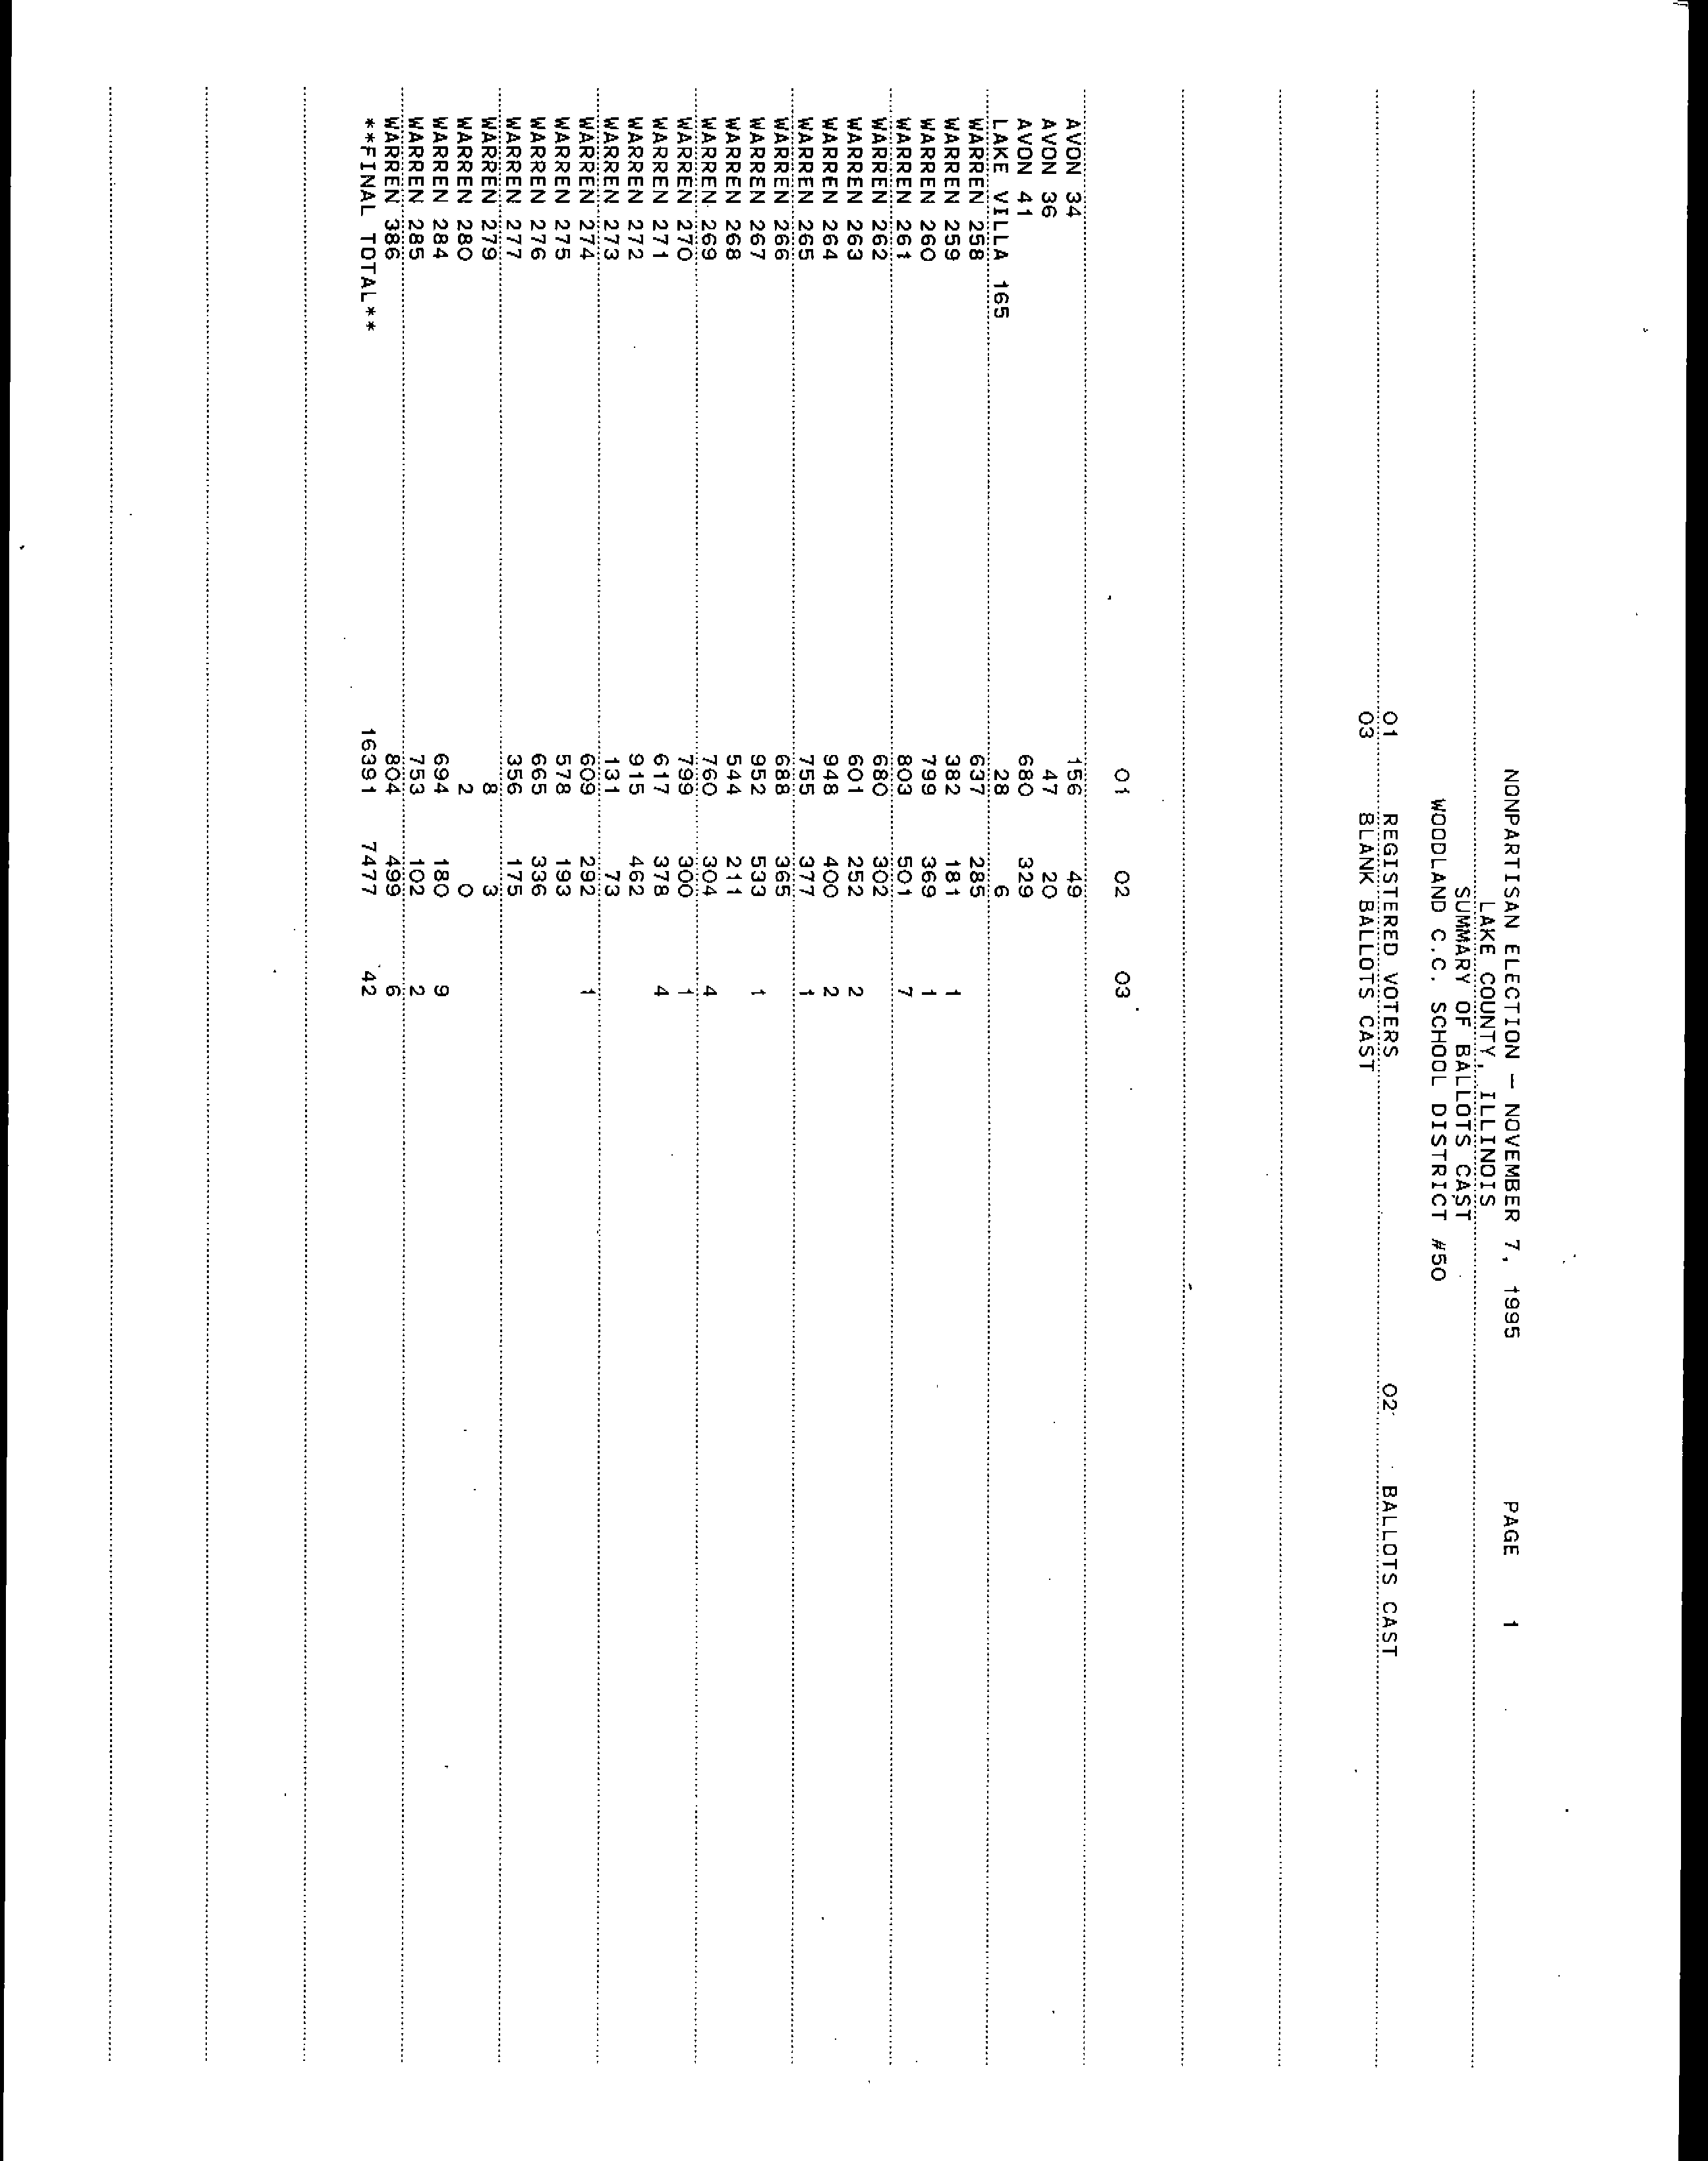 NONPARTISAN ELECTION - NOVEMBER 7, 1995 PAGE 1
LAKE COUNTY, ILLINOIS
SUMMARY OF BALLOTS CAST
WOODLAND C.C. SCHOOL DISTRICT #50
01 REGISTERED VOTERS 02 BALLOTS CAST
03 BLANK BALLOTS CAST
01 02 03
AVON 34 156 49
AVON 36 47 20
AVON 41 680 329
LAKE VILLA 165 28 6
WARREN 258 637 285
WARREN 259 382 181 1
WARREN 260 799 369 1
WARREN 261 803 501 7
WARREN 262 680 302
WARREN 263 601 252 2
WARREN 264 948 400 2
WARREN 265 755 377 1
WARREN 266 688 365
WARREN 267 952 533 1
WARREN 268 544 211
WARREN 269 760 304 4
WARREN 270 799 300 1
WARREN 271 617 378 4
WARREN 272 915 462
WARREN 273 131 73
WARREN 274 609 292 1
WARREN 275 578 193
WARREN 276 665 336
WARREN 277 356 175
WARREN 279 8 3
WARREN 280 2 0
WARREN 284 694 180 9
WARREN 285 753 102 2
WARREN 386 804 499 6
**FINAL TOTAL** 16391 7477 42